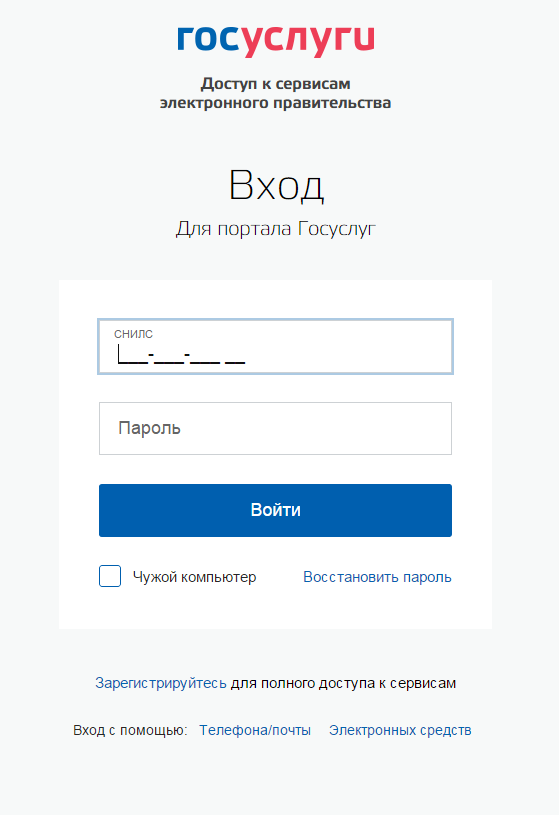 госуслуги
Доступ к сервисам
электронного правительства
Вход
Для портала Госуслуг
СНИЛС
___-___-___ __
Пароль
Войти
Чужой компьютер Восстановить пароль
Зарегистрируйтесь для полного доступа к сервисам
Вход с помощью: Телефона/почты Электронных средств